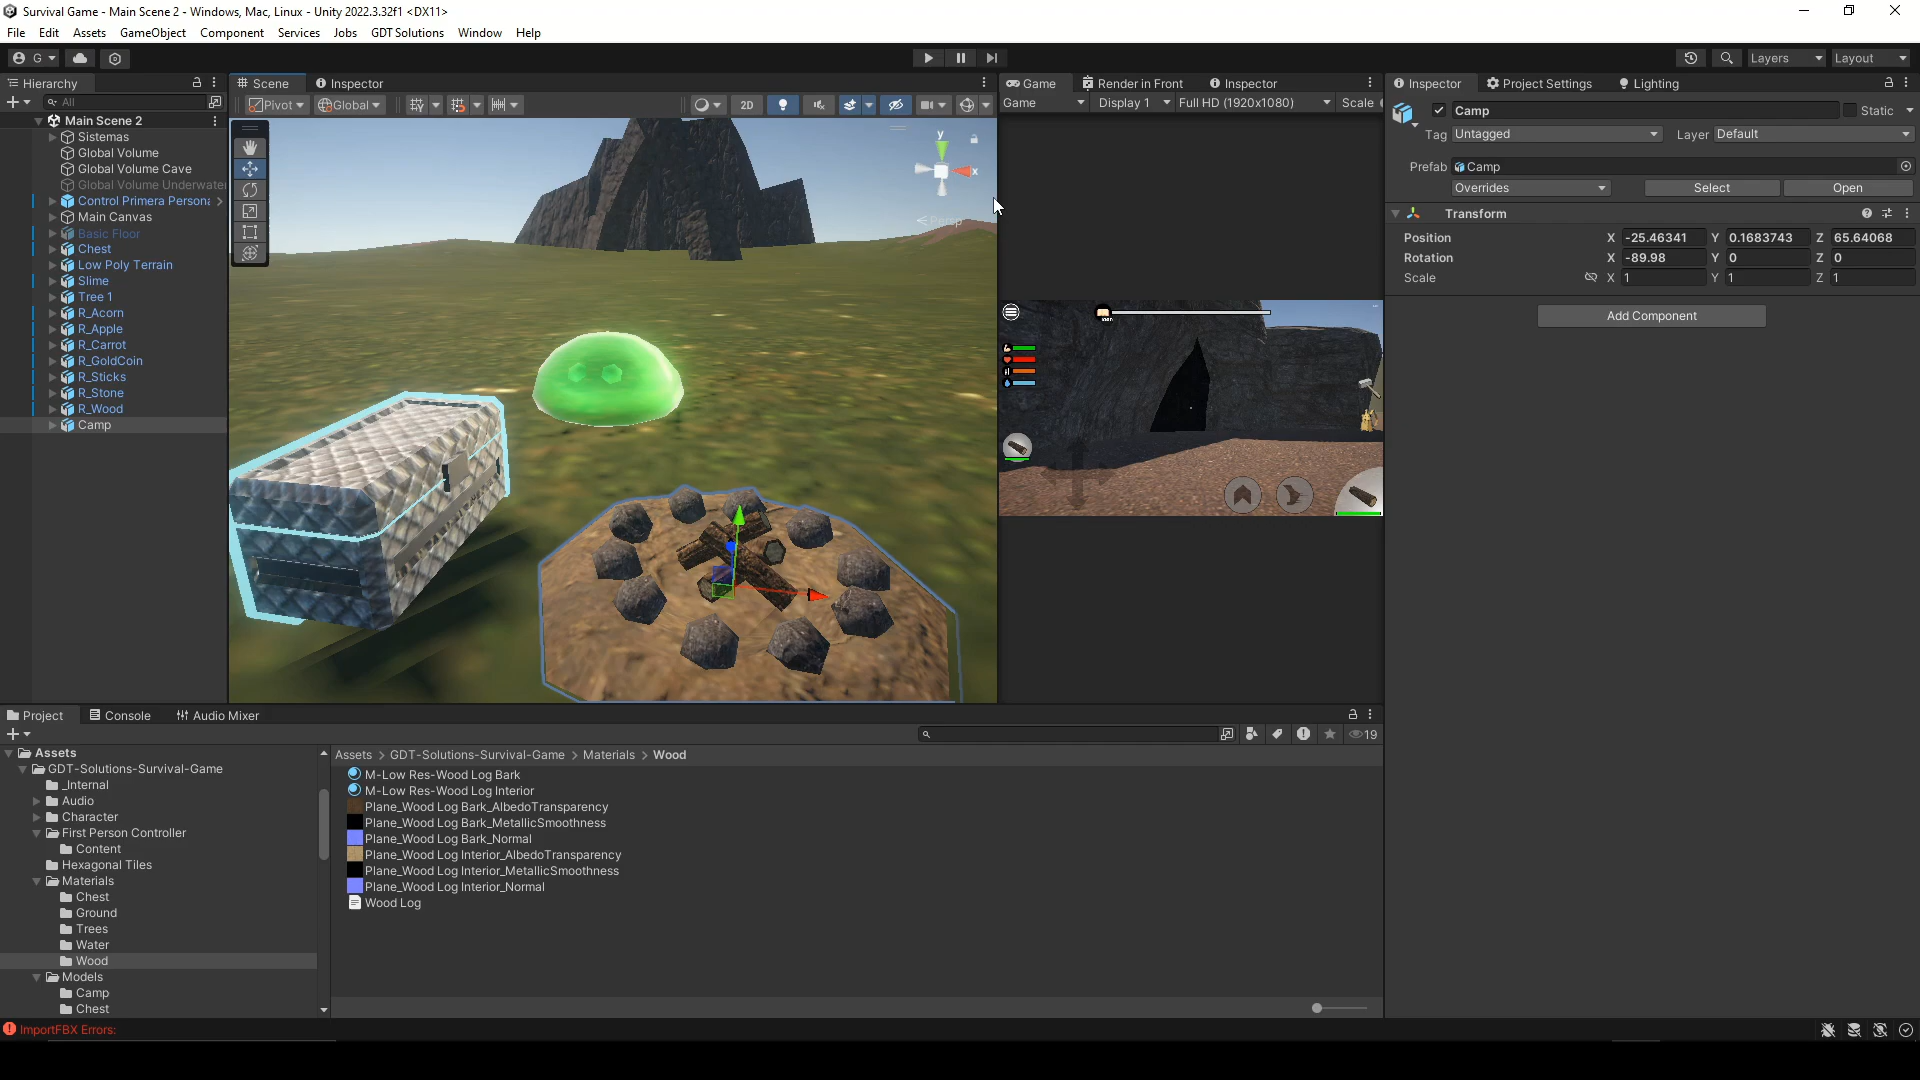 Survival Game - Main Scene 2 - Windows, Mac, Linux - Unity 2022.3.32f1 <DX11>
File Edit Assets GameObject Component Services Jobs GDT Solutions Window Help
G Layers Layout
Hierarchy
All
Main Scene 2
Sistemas
Global Volume
Global Volume Cave
Global Volume Underwate
Control Primera Persona
Main Canvas
Basic Floor
Chest
Low Poly Terrain
Slime
Tree 1
R_Acorn
R_Apple
R_Carrot
R_GoldCoin
R_Sticks
R_Stone
R_Wood
Camp
Scene Inspector
Pivot Global 2D
y
x
Persp
Game Render in Front Inspector
Game Display 1 Full HD (1920x1080) Scale
Inspector Project Settings Lighting
Camp Static
Tag Untagged Layer Default
Prefab Camp
Overrides Select Open
Transform
Position X -25.46341 Y 0.1683743 Z 65.64068
Rotation X -89.98 Y 0 Z 0
Scale X 1 Y 1 Z 1
Add Component
Project Console Audio Mixer
19
Assets
GDT-Solutions-Survival-Game
_Internal
Audio
Character
First Person Controller
Content
Hexagonal Tiles
Materials
Chest
Ground
Trees
Water
Wood
Models
Camp
Chest
Assets > GDT-Solutions-Survival-Game > Materials > Wood
M-Low Res-Wood Log Bark
M-Low Res-Wood Log Interior
Plane_Wood Log Bark_AlbedoTransparency
Plane_Wood Log Bark_MetallicSmoothness
Plane_Wood Log Bark_Normal
Plane_Wood Log Interior_AlbedoTransparency
Plane_Wood Log Interior_MetallicSmoothness
Plane_Wood Log Interior_Normal
Wood Log
ImportFBX Errors: